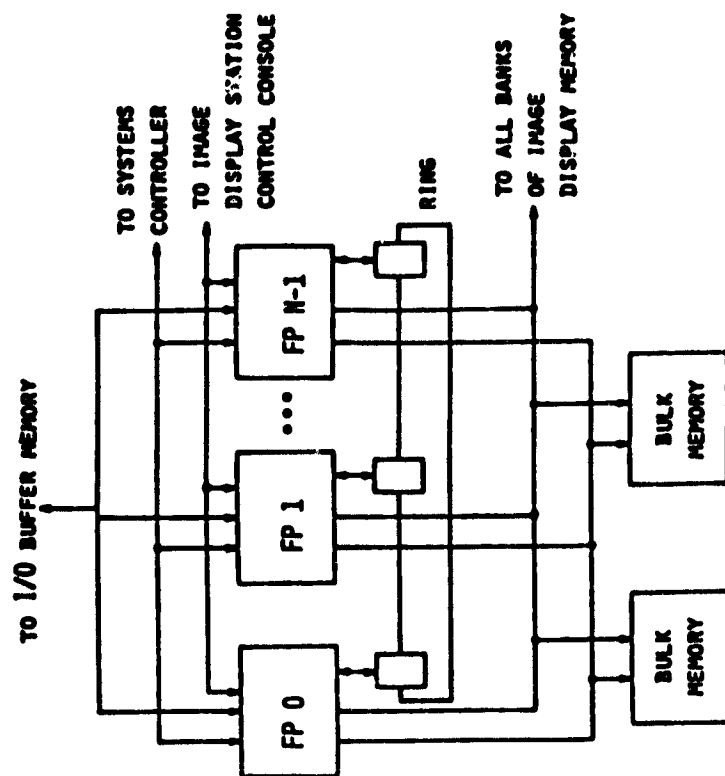 TO I/O BUFFER MEMORY
TO SYSTEMS
CONTROLLER
TO IMAGE
DISPLAY STATION
CONTROL CONSOLE
FP 0
FP 1
FP N-1
RING
TO ALL BANKS
OF IMAGE
DISPLAY MEMORY
BULK
MEMORY
BULK
MEMORY